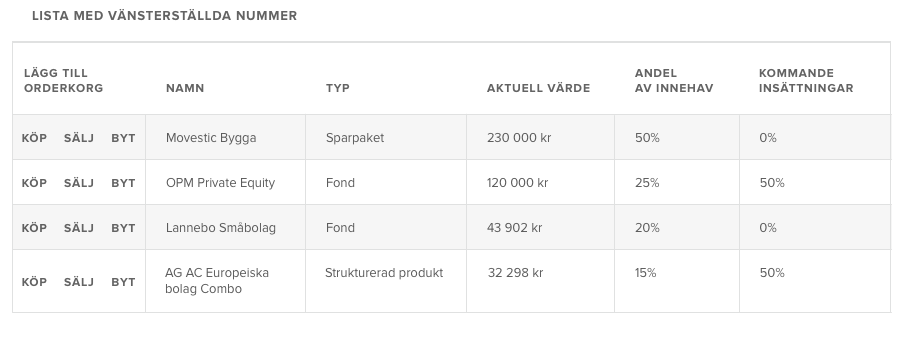 LISTA MED VÄNSTERSTÄLLDA NUMMER
LÄGG TILL
ORDERKORG
NAMN
TYP
AKTUELL VÄRDE
ANDEL
AV INNEHAV
KOMMANDE
INSÄTTNINGAR
KÖP SÄLJ BYT Movestic Bygga Sparpaket 230 000 kr 50% 0%
KÖP SÄLJ BYT OPM Private Equity Fond 120 000 kr 25% 50%
KÖP SÄLJ BYT Lannebo Småbolag Fond 43 902 kr 20% 0%
KÖP SÄLJ BYT AG AC Europeiska Strukturerad produkt 32 298 kr 15% 50%
bolag Combo